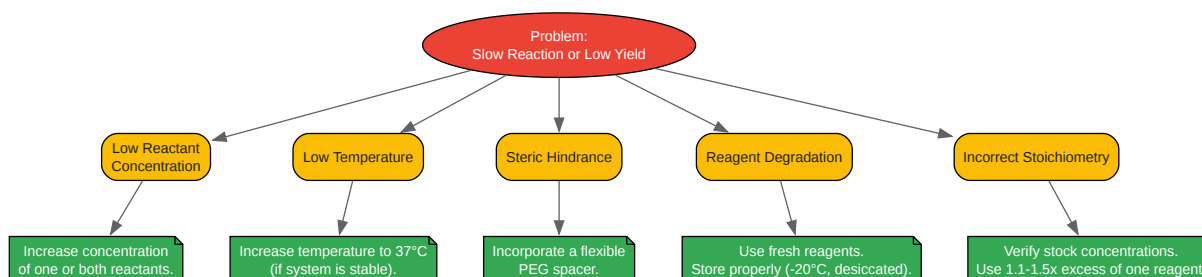 Problem:
Slow Reaction or Low Yield
Low Reactant
Concentration
Low Temperature
Steric Hindrance
Reagent Degradation
Incorrect Stoichiometry
Increase concentration
of one or both reactants.
Increase temperature to 37°C
(if system is stable).
Incorporate a flexible
PEG spacer.
Use fresh reagents.
Store properly (-20°C, desiccated).
Verify stock concentrations.
Use 1.1-1.5x excess of one reagent